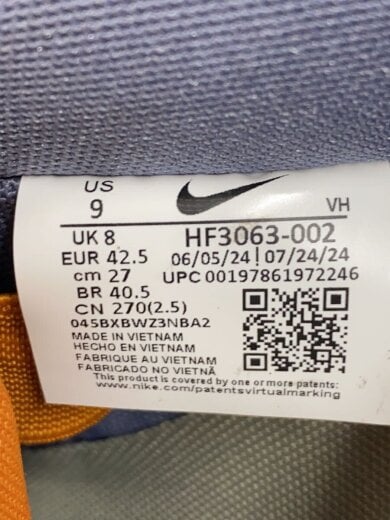 US
9
VH
UK 8
HF3063-002
EUR 42.5
06/05/24 | 07/24/24
cm 27
UPC 00197861972246
BR 40.5
CN 270(2.5)
045BXBWZ3NBA2
MADE IN VIETNAM
HECHO EN VIETNAM
FABRIQUE AU VIETNAM
FABRICADO NO VIETNÃ
This product is covered by one or more patents:
www.nike.com/patentsvirtualmarking